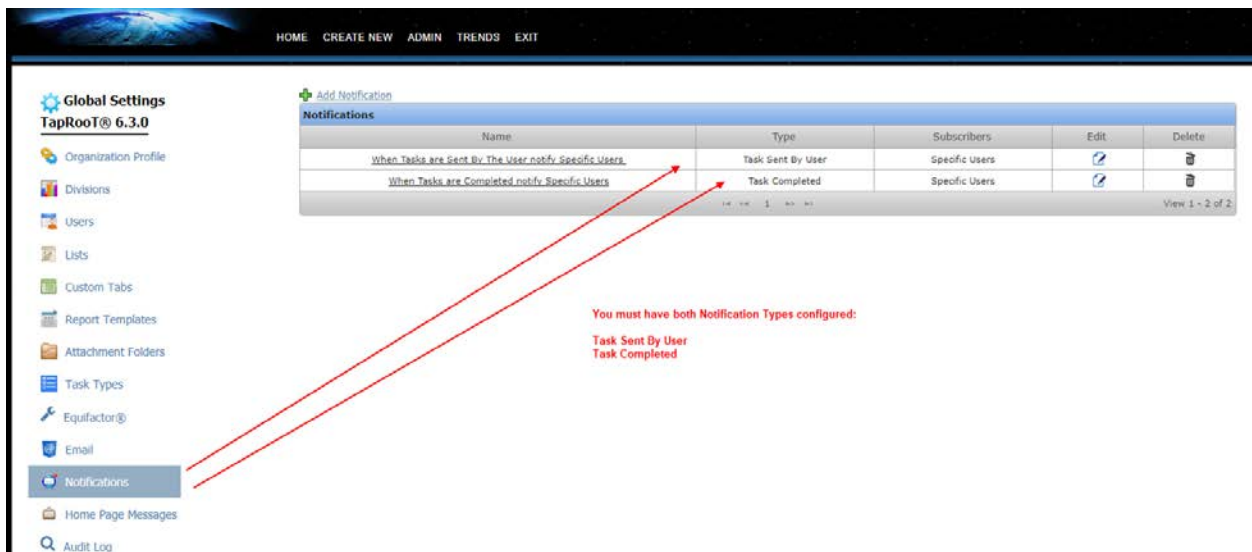 HOME CREATE NEW ADMIN TRENDS EXIT
Global Settings
TapRooT® 6.3.0
Organization Profile
Divisions
Users
Lists
Custom Tabs
Report Templates
Attachment Folders
Task Types
Equifactor®
Email
Notifications
Home Page Messages
Audit Log
Add Notification
Notifications
Name Type Subscribers Edit Delete
When Tasks are Sent By The User notify Specific Users Task Sent By User Specific Users
When Tasks are Completed notify Specific Users Task Completed Specific Users
1 View 1 - 2 of 2
You must have both Notification Types configured:
Task Sent By User
Task Completed